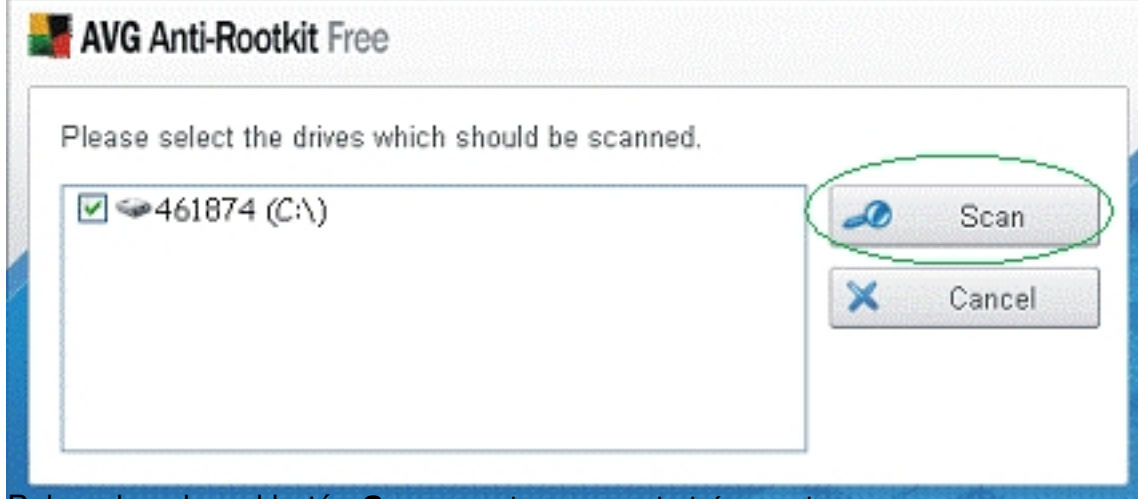 AVG Anti-Rootkit Free
Please select the drives which should be scanned.
461874 (C:\)
Scan
Cancel